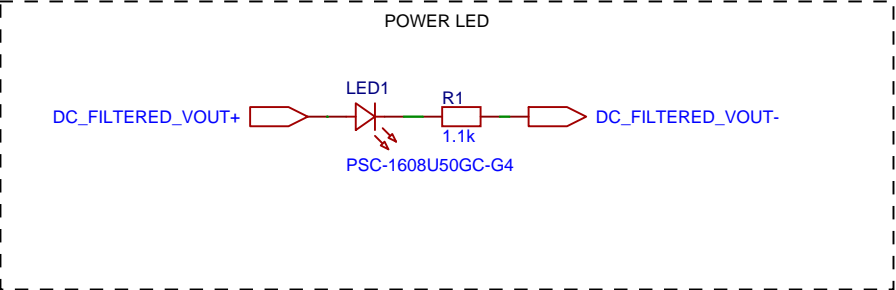 POWER LED
LED1
R1
DC_FILTERED_VOUT+
DC_FILTERED_VOUT-
1.1k
PSC-1608U50GC-G4